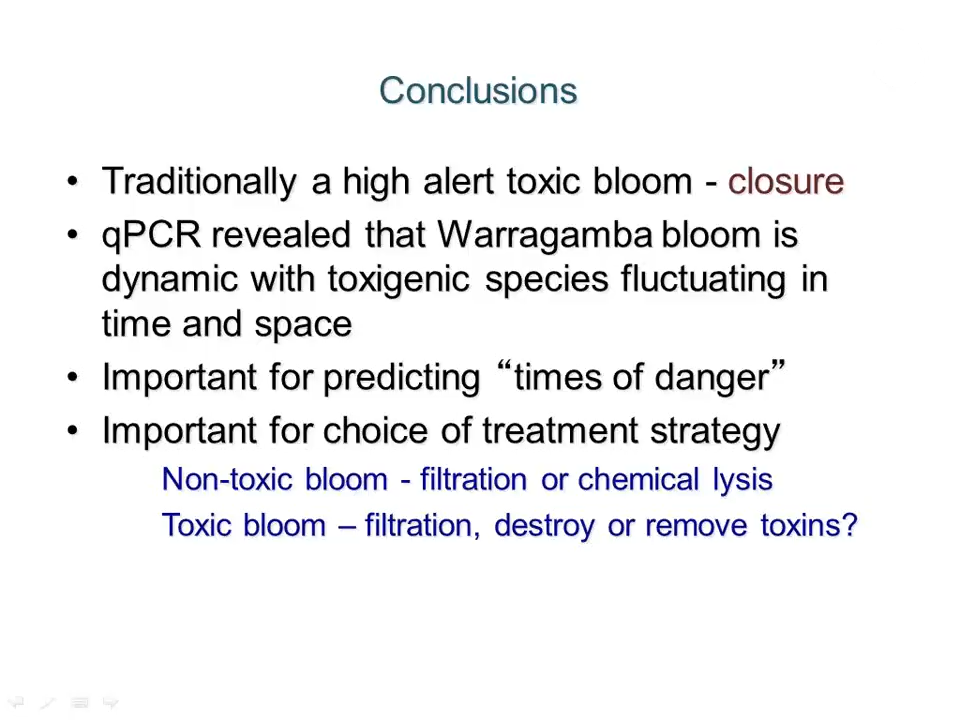 Conclusions
• Traditionally a high alert toxic bloom - closure
• qPCR revealed that Warragamba bloom is
dynamic with toxigenic species fluctuating in
time and space
• Important for predicting “times of danger”
• Important for choice of treatment strategy
Non-toxic bloom - filtration or chemical lysis
Toxic bloom – filtration, destroy or remove toxins?